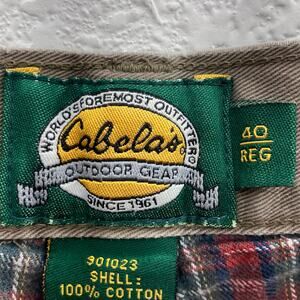 WORLD'S FOREMOST OUTFITTER®
Cabela's®
OUTDOOR GEAR
SINCE 1961
40
REG
901023
SHELL:
100% COTTON